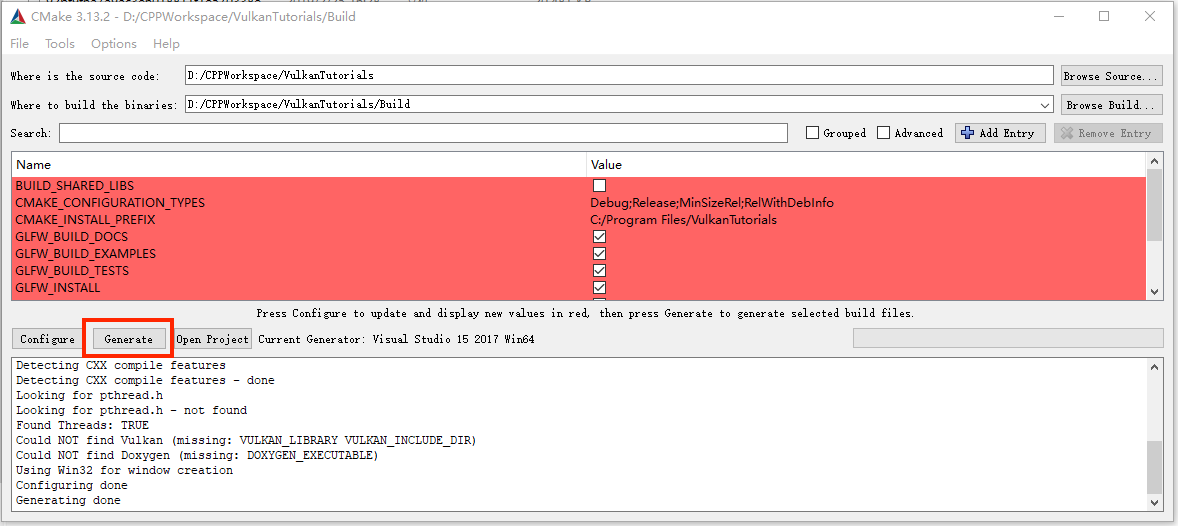 CMake 3.13.2 - D:/CPPWorkspace/VulkanTutorials/Build
File Tools Options Help
Where is the source code: D:/CPPWorkspace/VulkanTutorials Browse Source...
Where to build the binaries: D:/CPPWorkspace/VulkanTutorials/Build Browse Build...
Search: Grouped Advanced Add Entry Remove Entry
Name Value
BUILD_SHARED_LIBS
CMAKE_CONFIGURATION_TYPES Debug;Release;MinSizeRel;RelWithDebInfo
CMAKE_INSTALL_PREFIX C:/Program Files/VulkanTutorials
GLFW_BUILD_DOCS
GLFW_BUILD_EXAMPLES
GLFW_BUILD_TESTS
GLFW_INSTALL
Press Configure to update and display new values in red, then press Generate to generate selected build files.
Configure Generate Open Project Current Generator: Visual Studio 15 2017 Win64
Detecting CXX compile features
Detecting CXX compile features - done
Looking for pthread.h
Looking for pthread.h - not found
Found Threads: TRUE
Could NOT find Vulkan (missing: VULKAN_LIBRARY VULKAN_INCLUDE_DIR)
Could NOT find Doxygen (missing: DOXYGEN_EXECUTABLE)
Using Win32 for window creation
Configuring done
Generating done